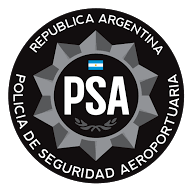 REPUBLICA ARGENTINA
PSA
POLICIA DE SEGURIDAD AEROPORTUARIA